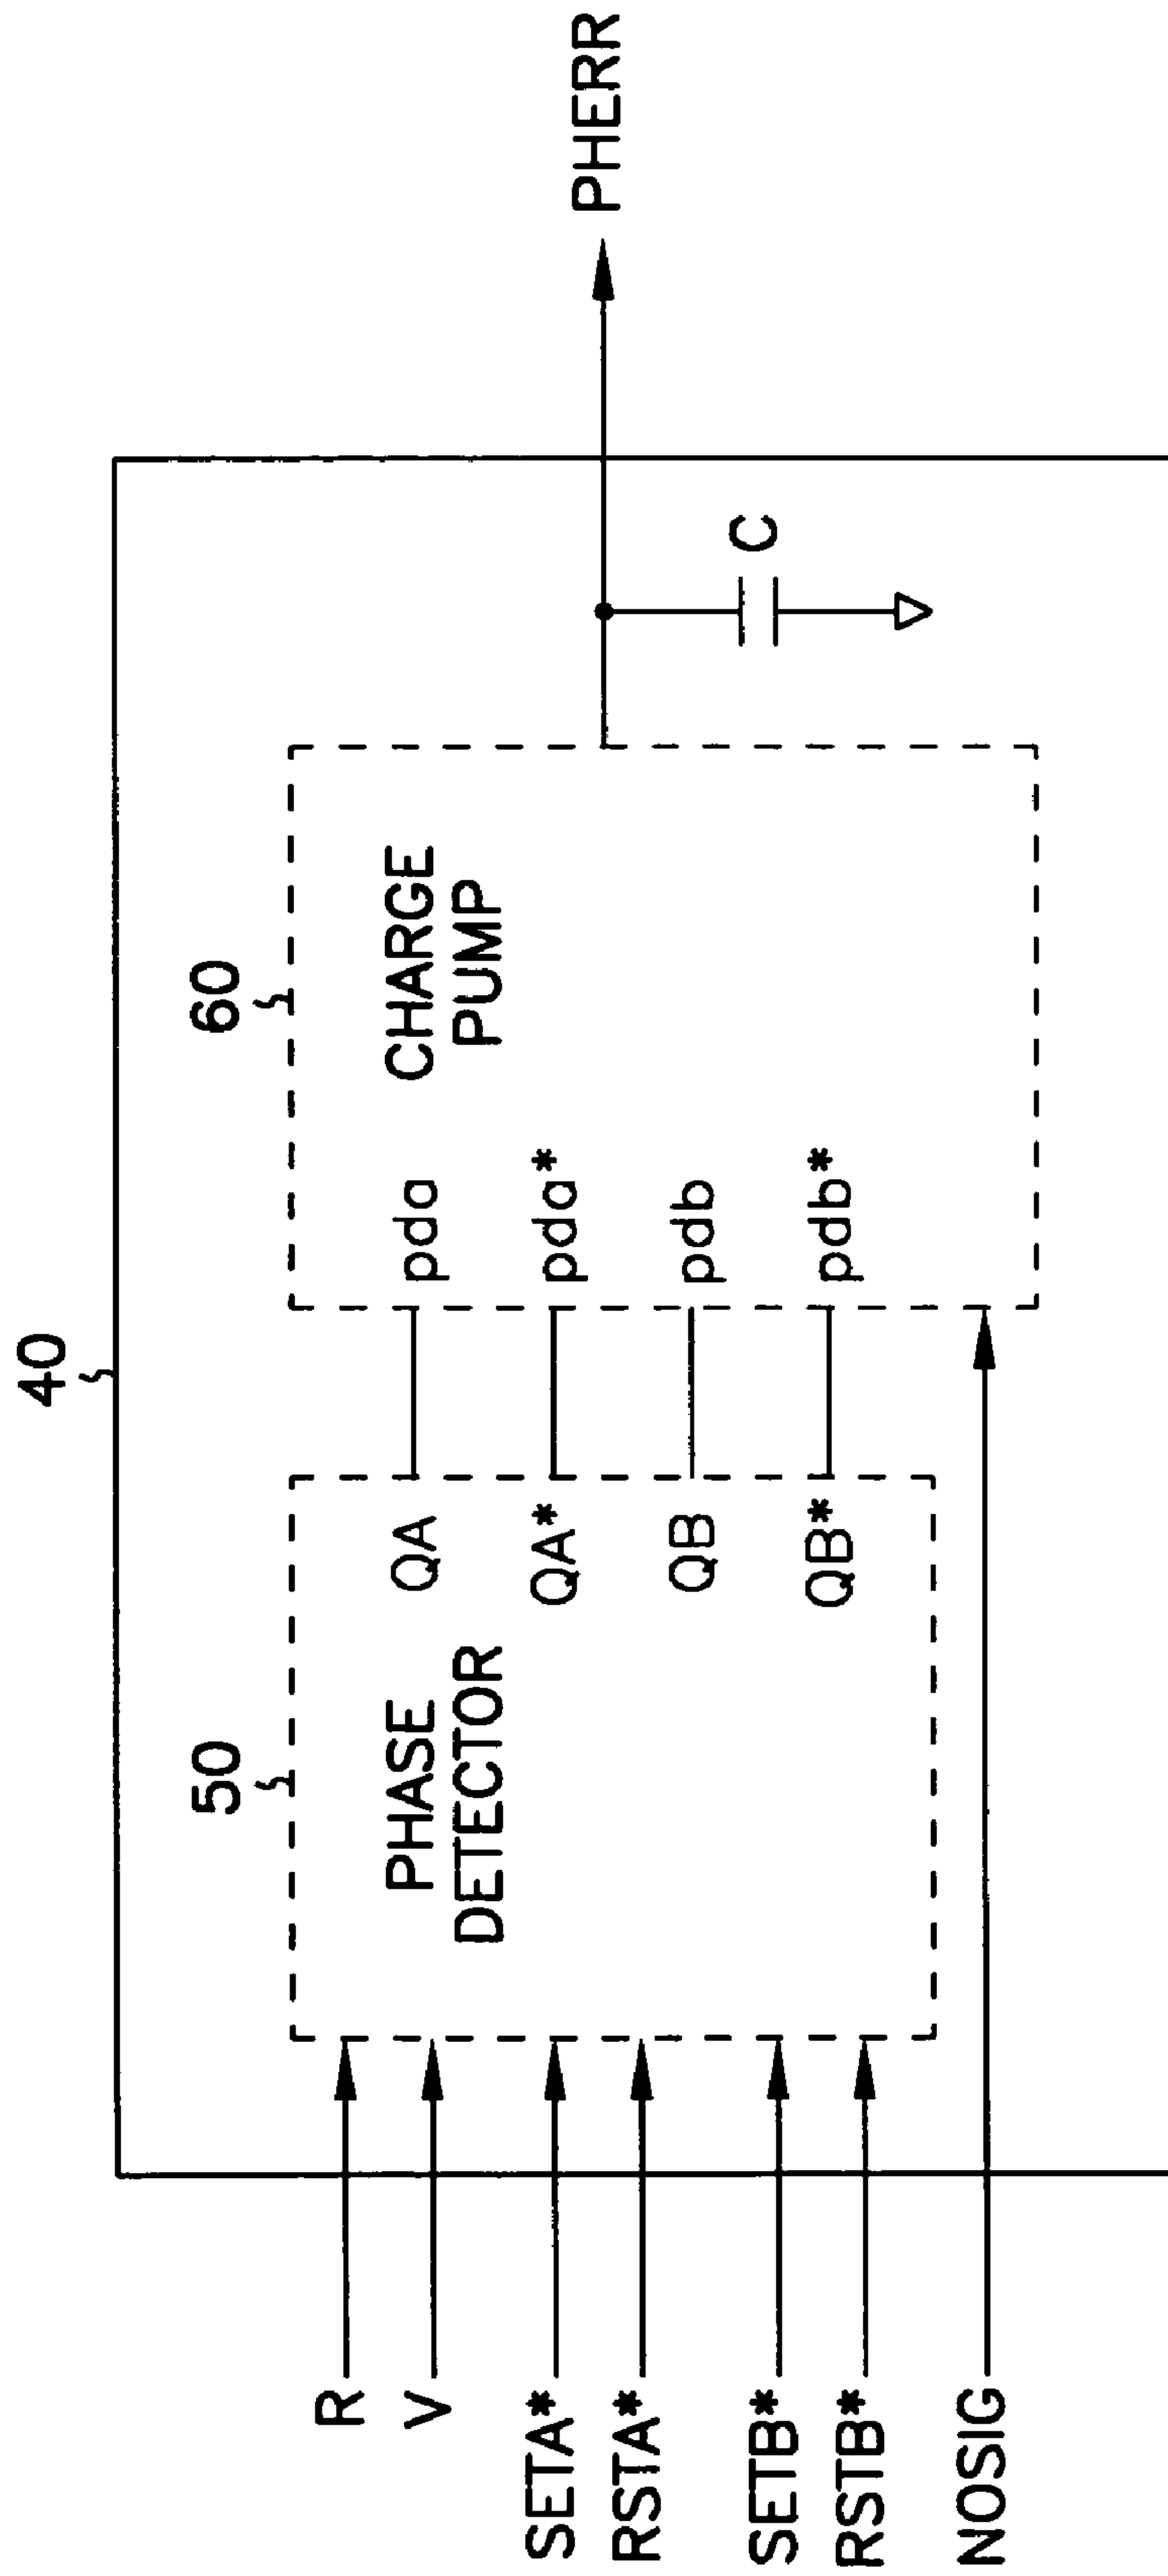 40
50
60
PHASE
DETECTOR
CHARGE
PUMP
R
V
SETA*
RSTA*
SETB*
RSTB*
NOSIG
QA
QA*
QB
QB*
pda
pda*
pdb
pdb*
C
PHERR